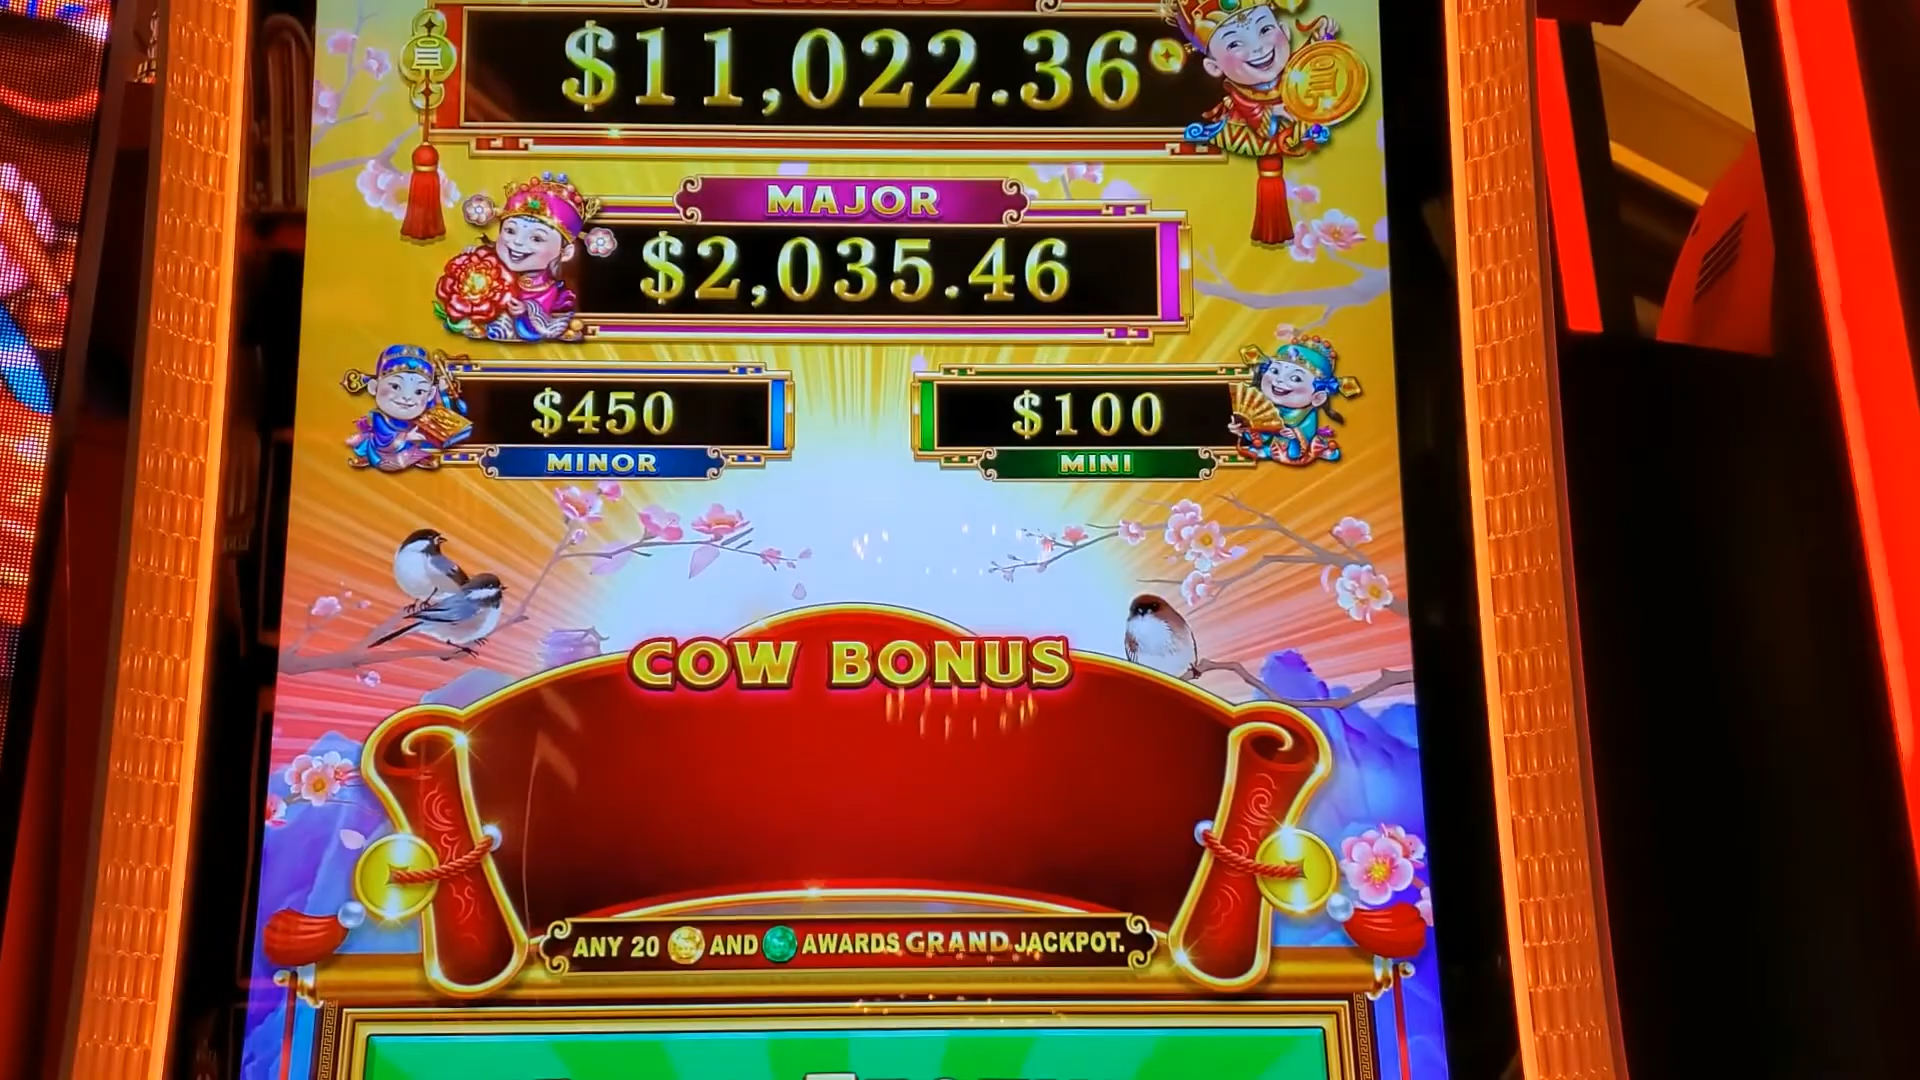 $11,022.36
MAJOR
$2,035.46
$450
MINOR
$100
MINI
COW BONUS
ANY 20 AND AWARDS GRAND JACKPOT.